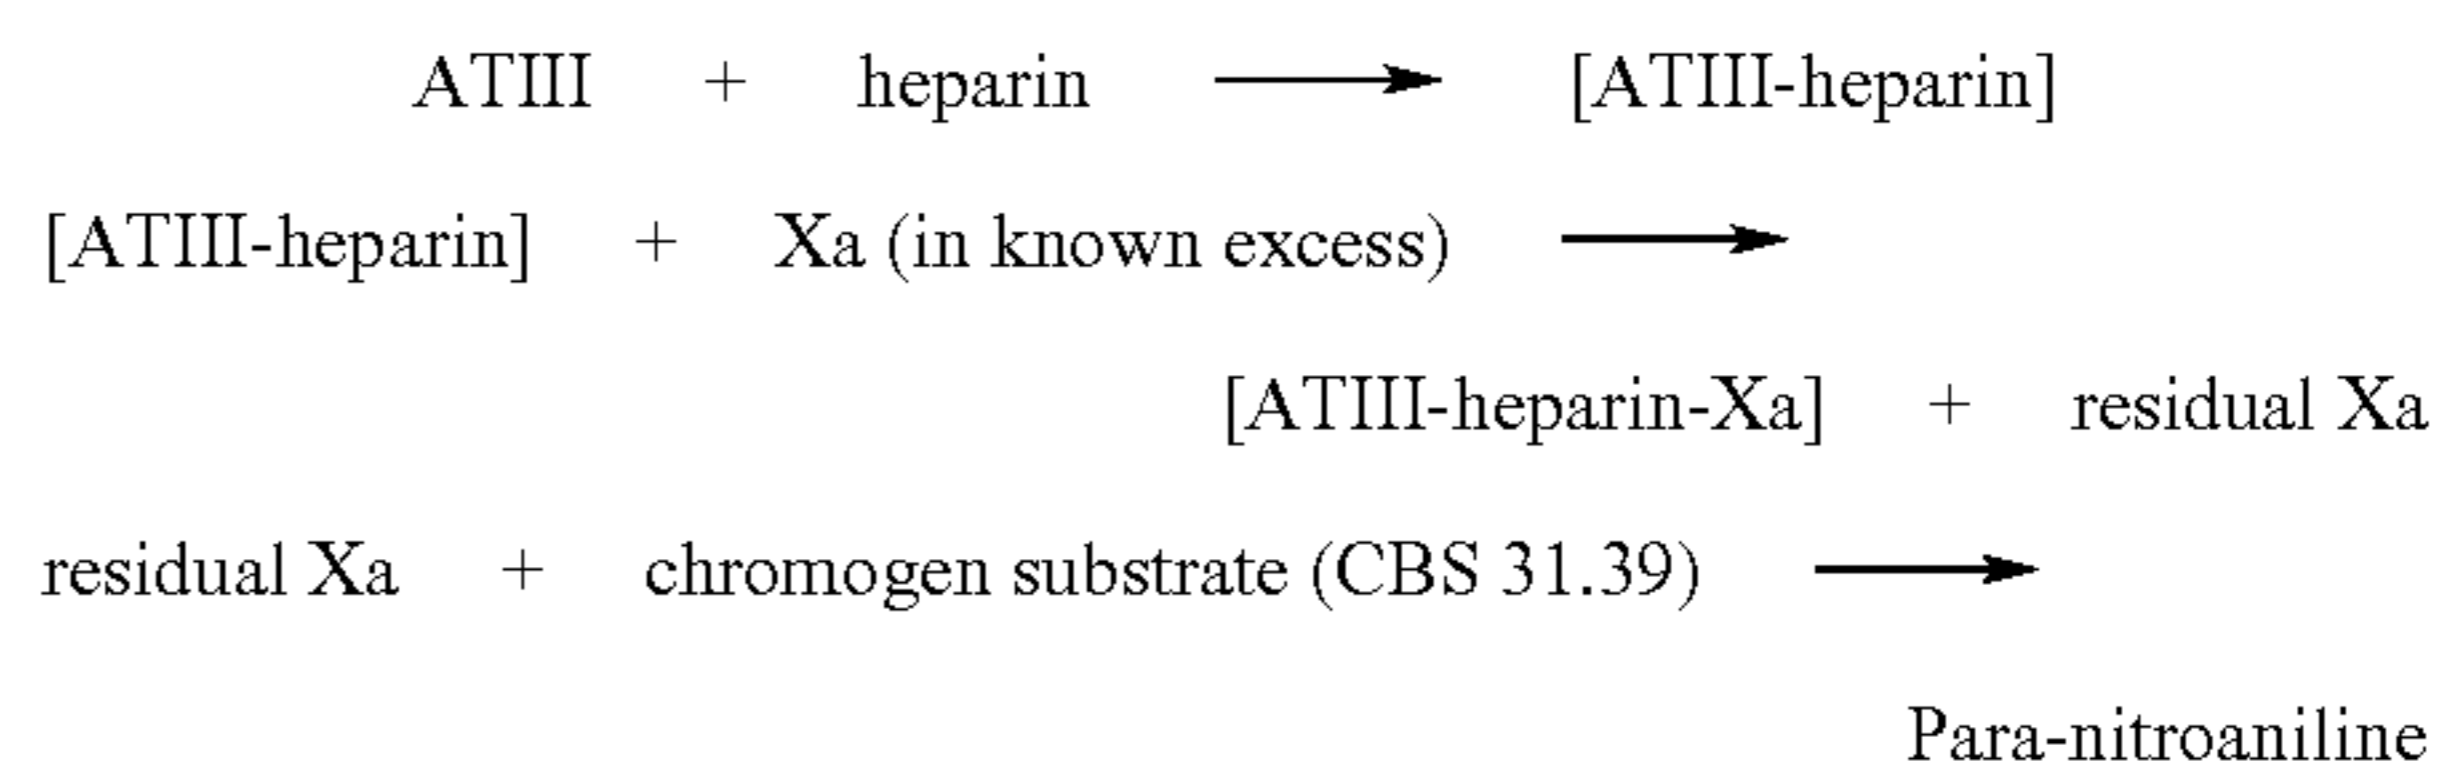 ATIII + heparin ⟶ [ATIII-heparin]
[ATIII-heparin] + Xa (in known excess) ⟶
[ATIII-heparin-Xa] + residual Xa
residual Xa + chromogen substrate (CBS 31.39) ⟶
Para-nitroaniline